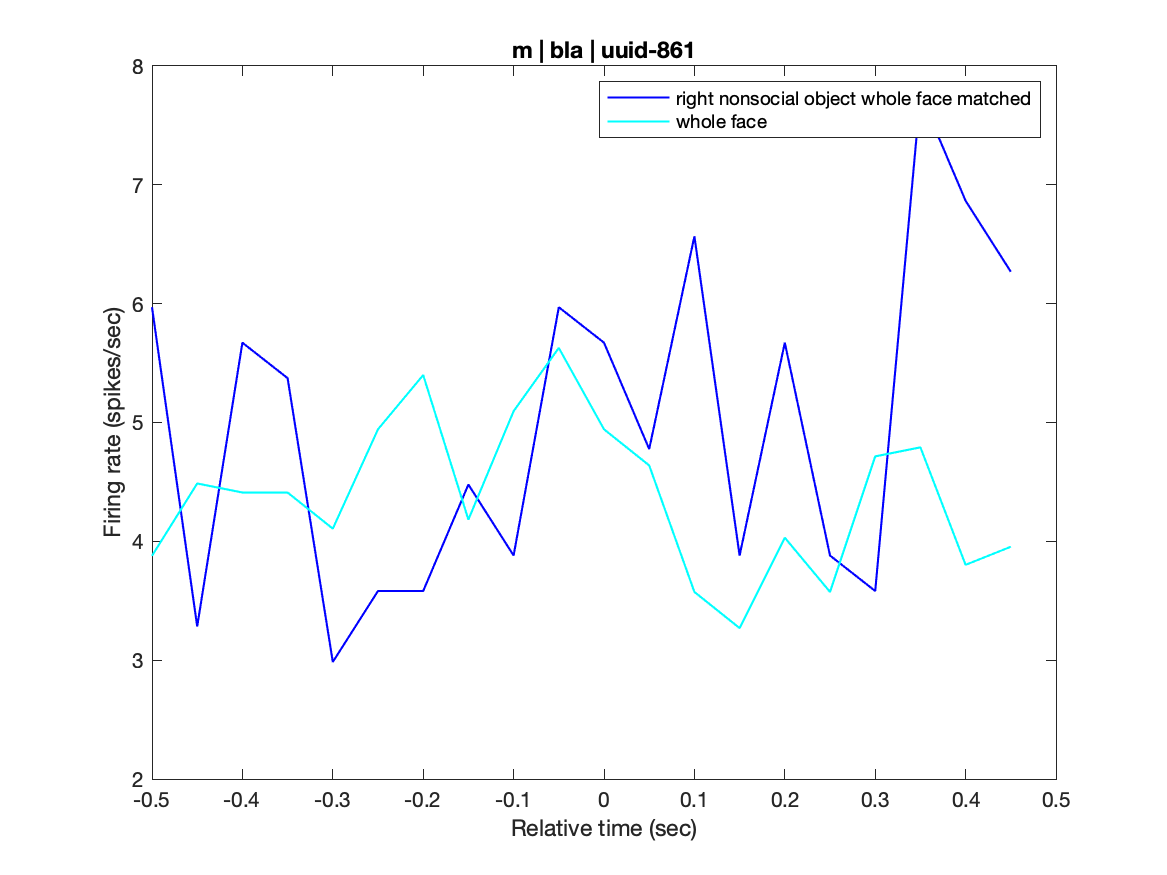 m | bla | uuid-861
right nonsocial object whole face matched
whole face
8
7
6
5
4
3
2
Firing rate (spikes/sec)
-0.5 -0.4 -0.3 -0.2 -0.1 0 0.1 0.2 0.3 0.4 0.5
Relative time (sec)